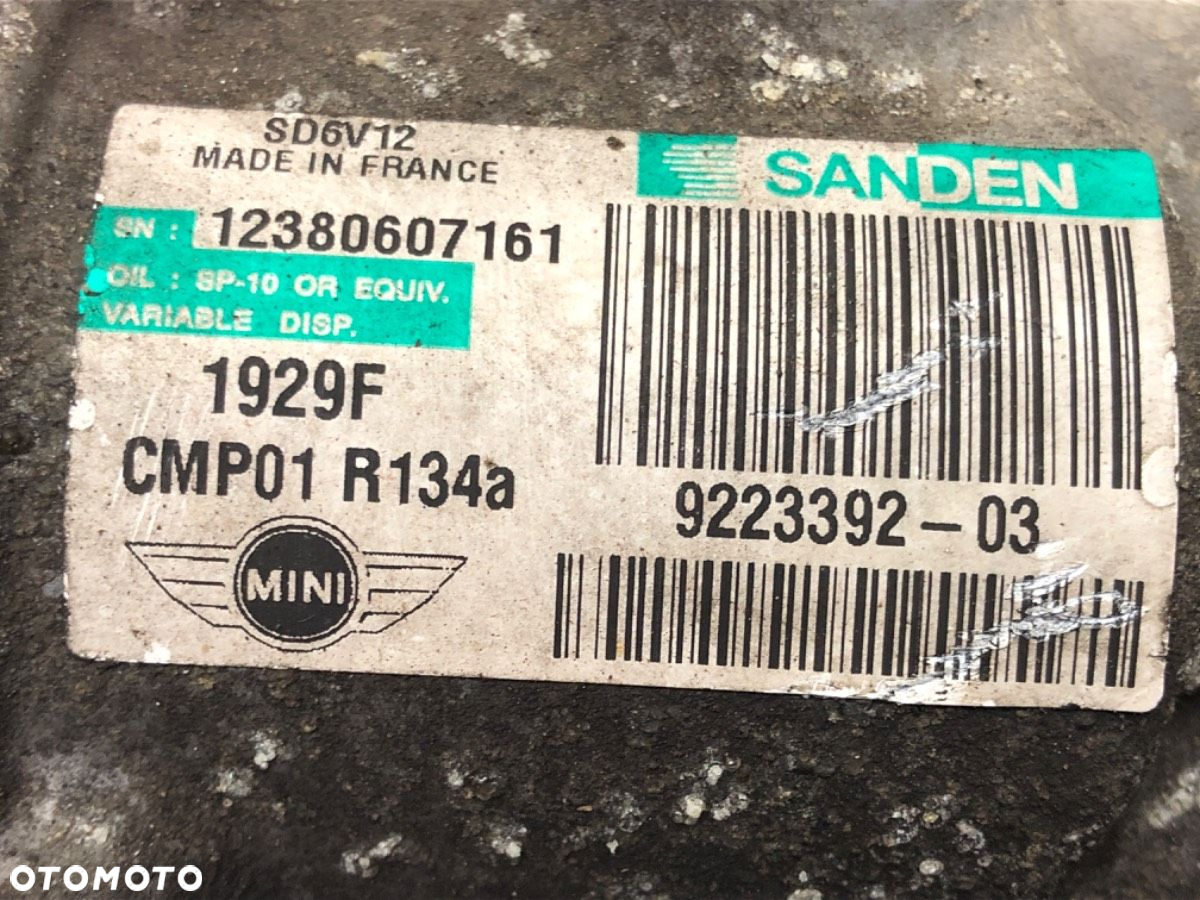 SD6V12
MADE IN FRANCE
SANDEN
SN : 12380607161
OIL : SP-10 OR EQUIV.
VARIABLE DISP.
1929F
CMP01 R134a
9223392-03
MINI
OTOMOTO